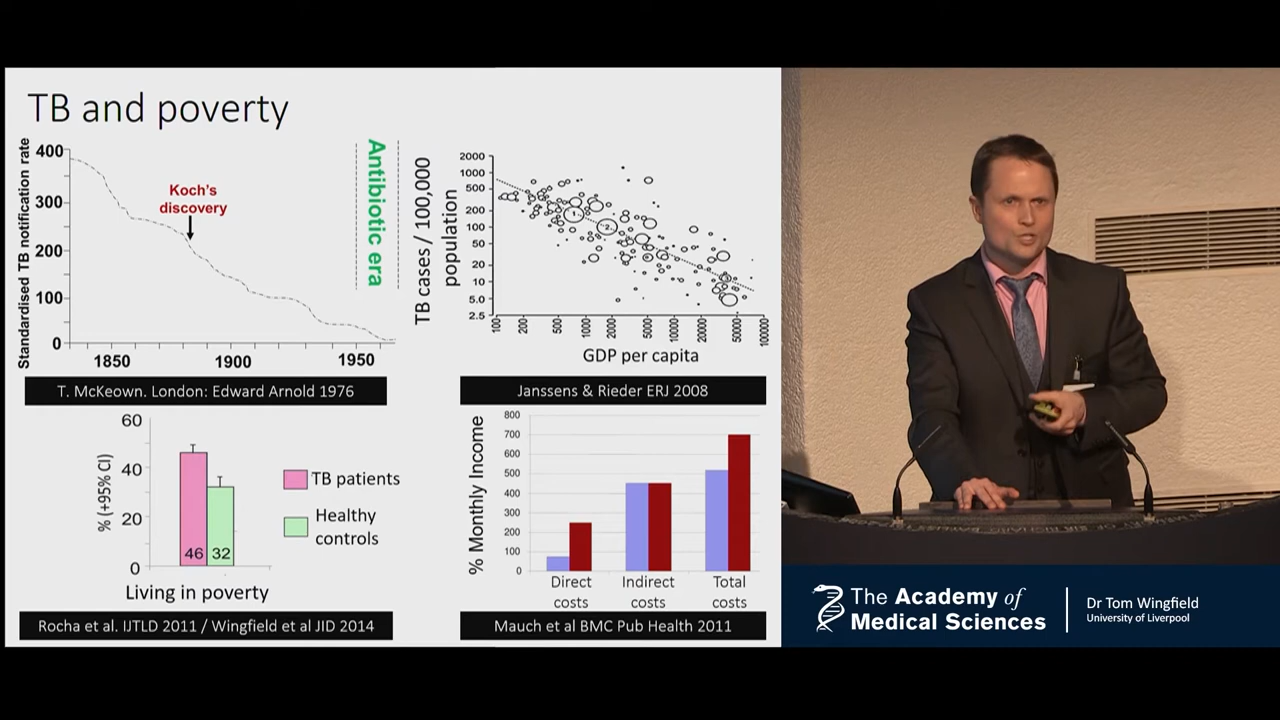 TB and poverty
Standardised TB notification rate
400
300
200
100
0
Koch's
discovery
Antibiotic era
1850
1900
1950
T. McKeown. London: Edward Arnold 1976
TB cases / 100,000
population
2000
1000
500
200
100
50
20
10
5.0
2.5
100
200
500
1000
2000
5000
10000
20000
50000
100000
GDP per capita
Janssens & Rieder ERJ 2008
% (+95% CI)
60
40
20
0
46
32
TB patients
Healthy
controls
Living in poverty
Rocha et al. IJTLD 2011 / Wingfield et al JID 2014
% Monthly Income
800
700
600
500
400
300
200
100
0
Direct
costs
Indirect
costs
Total
costs
Mauch et al BMC Pub Health 2011
The Academy of
Medical Sciences
Dr Tom Wingfield
University of Liverpool